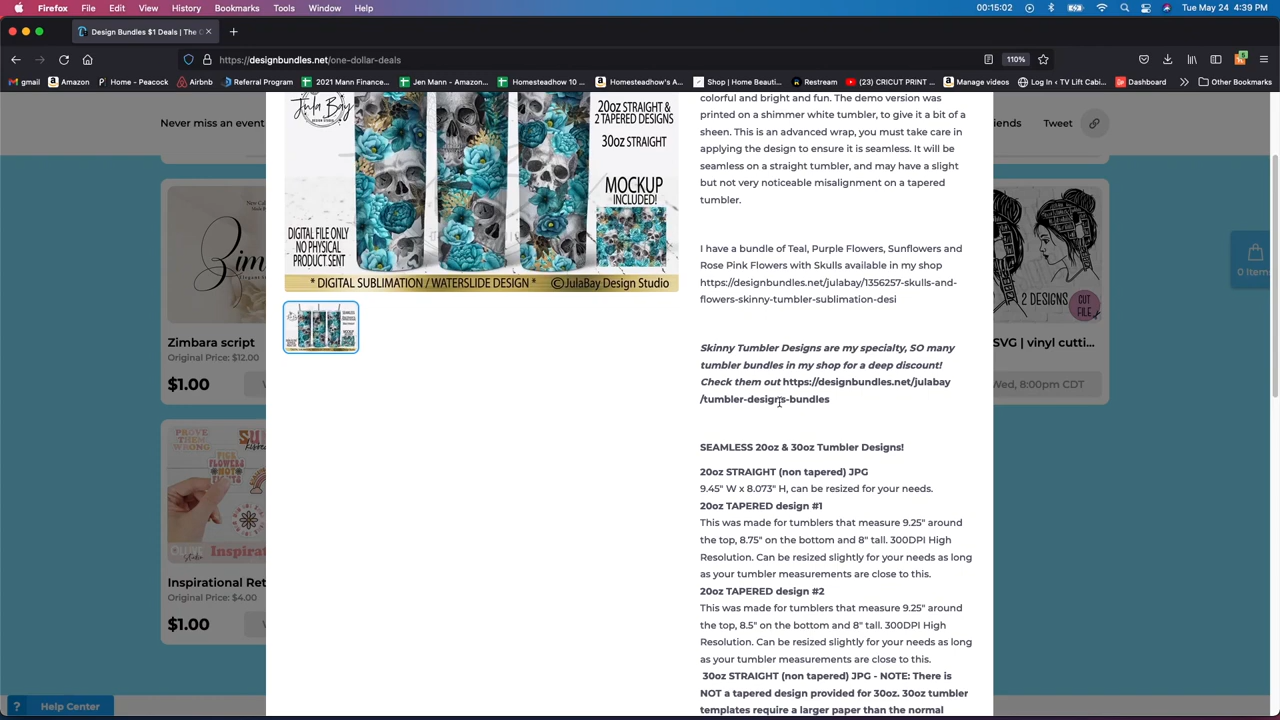 Firefox File Edit View History Bookmarks Tools Window Help
00:15:02
Tue May 24 4:39 PM
Design Bundles $1 Deals | The O
https://designbundles.net/one-dollar-deals
110%
gmail
Amazon
Home - Peacock
Airbnb
Referral Program
2021 Mann Finance...
Jen Mann - Amazon...
Homesteadhow 10 ...
Homesteadhow's A...
Shop | Home Beauti...
Restream
(23) CRICUT PRINT ...
Manage videos
Log In ‹ TV Lift Cabi...
Dashboard
Other Bookmarks
Never miss an event
iends
Tweet
Jula Bay
DESIGN STUDIO
20oz STRAIGHT &
2 TAPERED DESIGNS
30oz STRAIGHT
MOCKUP
INCLUDED!
DIGITAL FILE ONLY
NO PHYSICAL
PRODUCT SENT
* DIGITAL SUBLIMATION / WATERSLIDE DESIGN *
©JulaBay Design Studio
colorful and bright and fun. The demo version was
printed on a shimmer white tumbler, to give it a bit of a
sheen. This is an advanced wrap, you must take care in
applying the design to ensure it is seamless. It will be
seamless on a straight tumbler, and may have a slight
but not very noticeable misalignment on a tapered
tumbler.
I have a bundle of Teal, Purple Flowers, Sunflowers and
Rose Pink Flowers with Skulls available in my shop
https://designbundles.net/julabay/1356257-skulls-and-
flowers-skinny-tumbler-sublimation-desi
Skinny Tumbler Designs are my specialty, SO many
tumbler bundles in my shop for a deep discount!
Check them out https://designbundles.net/julabay
/tumbler-designs-bundles
SEAMLESS 20oz & 30oz Tumbler Designs!
20oz STRAIGHT (non tapered) JPG
9.45" W x 8.073" H, can be resized for your needs.
20oz TAPERED design #1
This was made for tumblers that measure 9.25" around
the top, 8.75" on the bottom and 8" tall. 300DPI High
Resolution. Can be resized slightly for your needs as long
as your tumbler measurements are close to this.
20oz TAPERED design #2
This was made for tumblers that measure 9.25" around
the top, 8.5" on the bottom and 8" tall. 300DPI High
Resolution. Can be resized slightly for your needs as long
as your tumbler measurements are close to this.
30oz STRAIGHT (non tapered) JPG - NOTE: There is
NOT a tapered design provided for 30oz. 30oz tumbler
templates require a larger paper than the normal
Zim
Zimbara script
Original Price: $12.00
$1.00
PROVE
THEM
WRONG
Inspirat
Inspirational Ret
Original Price: $4.00
$1.00
2 DESIGNS
CUT
FILE
SVG | vinyl cutti...
Wed, 8:00pm CDT
0 Items
? Help Center